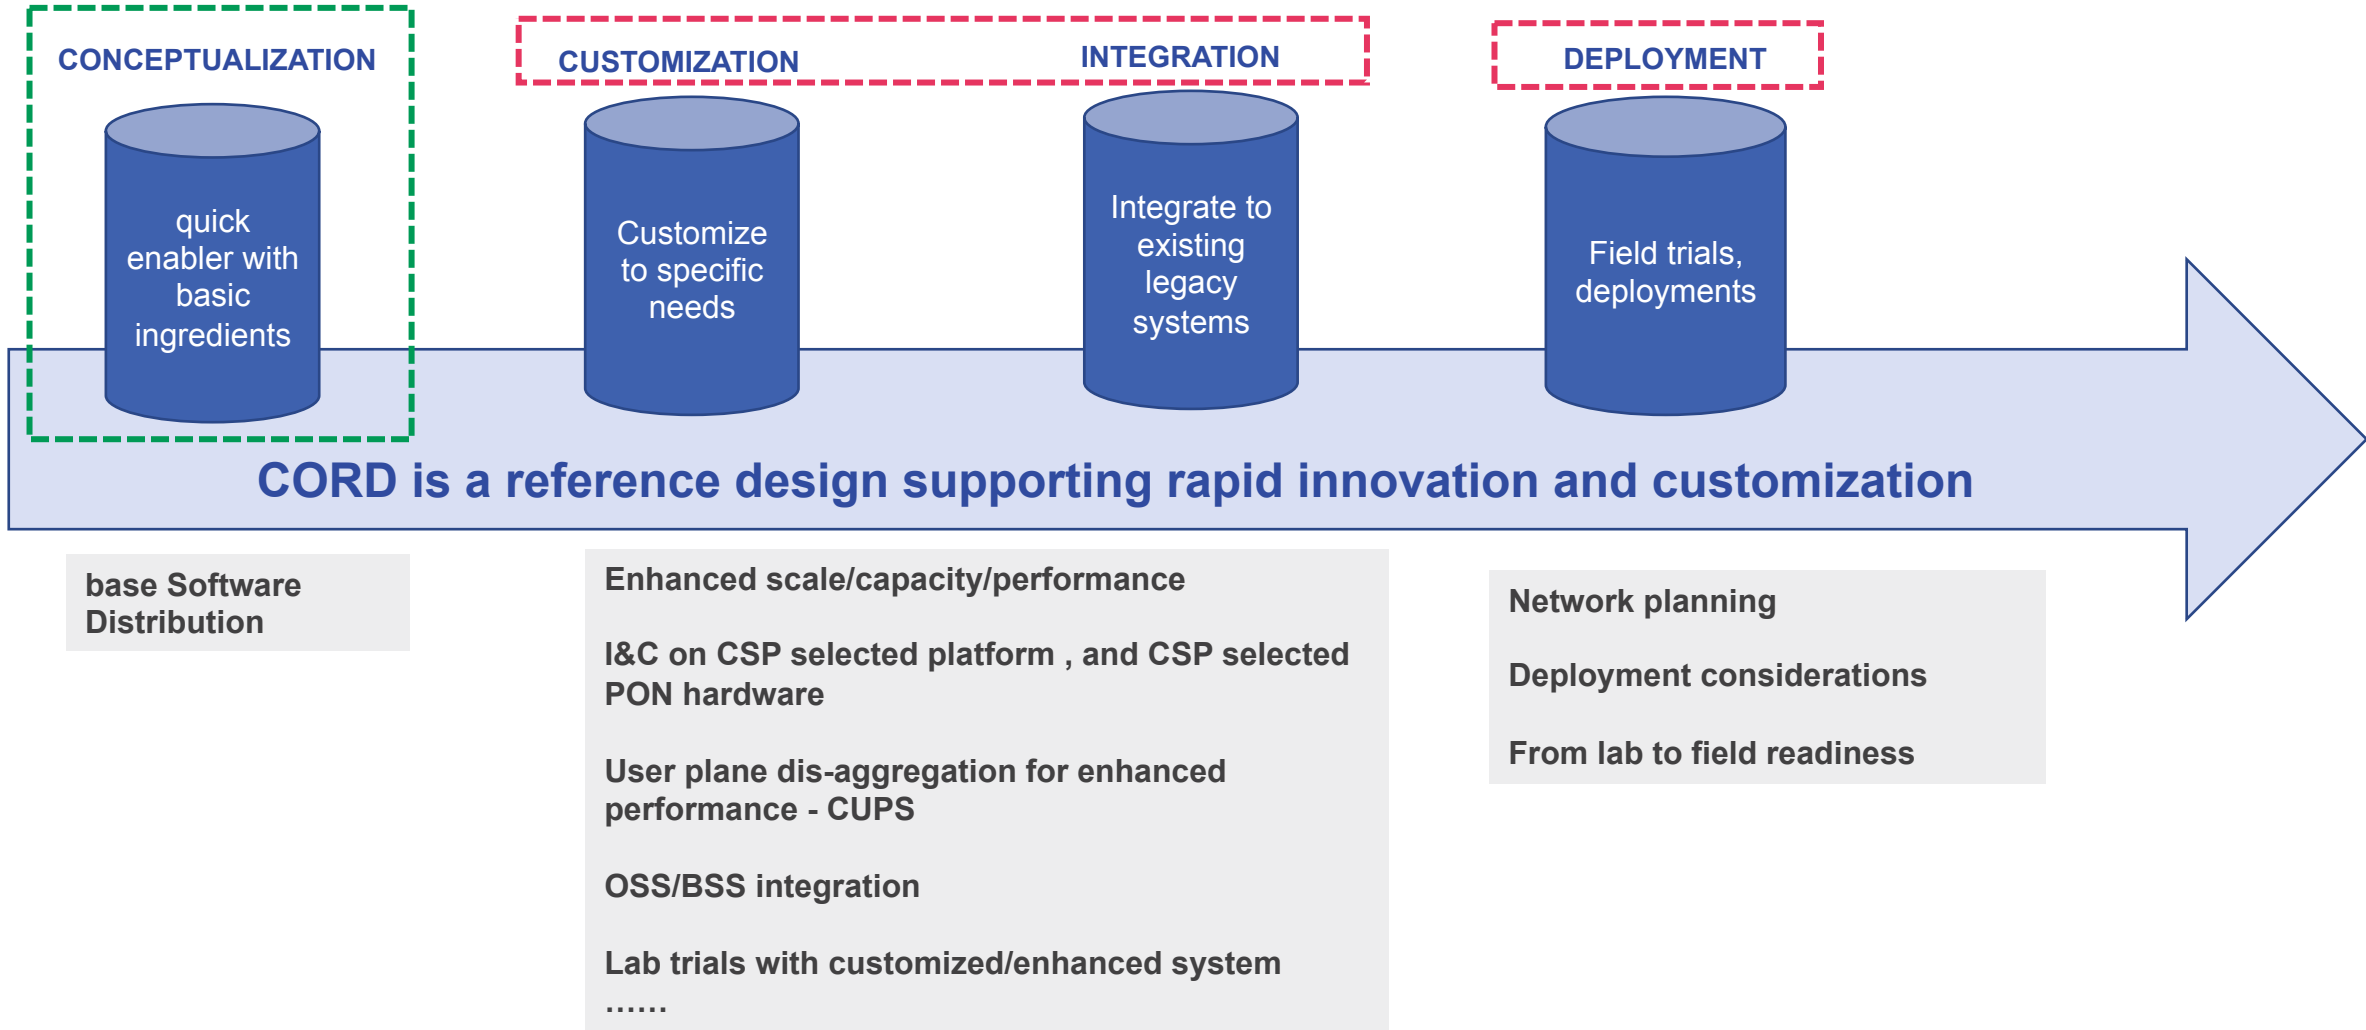 CONCEPTUALIZATION
CUSTOMIZATION
INTEGRATION
DEPLOYMENT
quick
enabler with
basic
ingredients
Customize
to specific
needs
Integrate to
existing
legacy
systems
Field trials,
deployments
CORD is a reference design supporting rapid innovation and customization
base Software
Distribution
Enhanced scale/capacity/performance
I&C on CSP selected platform , and CSP selected
PON hardware
User plane dis-aggregation for enhanced
performance - CUPS
OSS/BSS integration
Lab trials with customized/enhanced system
……
Network planning
Deployment considerations
From lab to field readiness